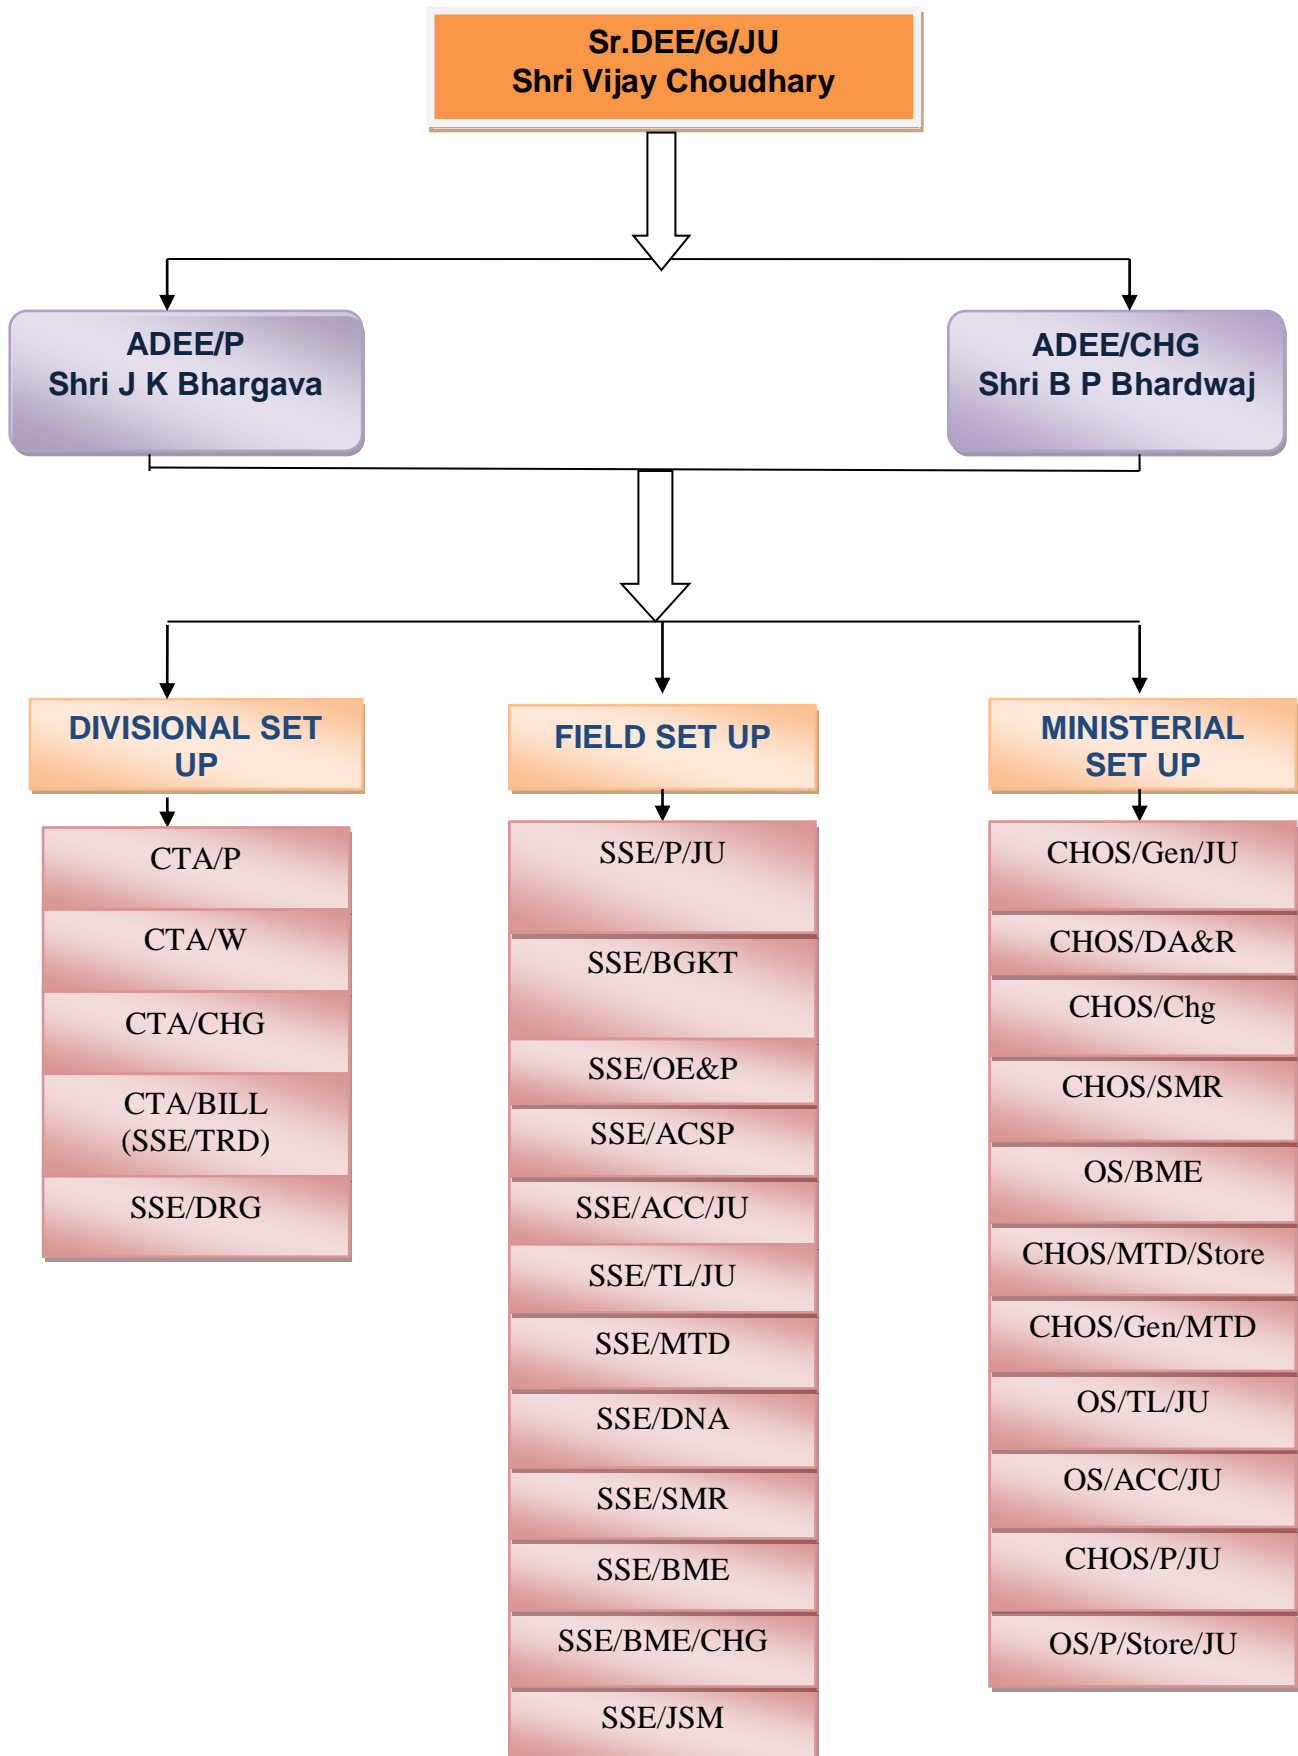 Sr.DEE/G/JU
Shri Vijay Choudhary
ADEE/P
Shri J K Bhargava
ADEE/CHG
Shri B P Bhardwaj
DIVISIONAL SET
UP
CTA/P
CTA/W
CTA/CHG
CTA/BILL
(SSE/TRD)
SSE/DRG
FIELD SET UP
SSE/P/JU
SSE/BGKT
SSE/OE&P
SSE/ACSP
SSE/ACC/JU
SSE/TL/JU
SSE/MTD
SSE/DNA
SSE/SMR
SSE/BME
SSE/BME/CHG
SSE/JSM
MINISTERIAL
SET UP
CHOS/Gen/JU
CHOS/DA&R
CHOS/Chg
CHOS/SMR
OS/BME
CHOS/MTD/Store
CHOS/Gen/MTD
OS/TL/JU
OS/ACC/JU
CHOS/P/JU
OS/P/Store/JU